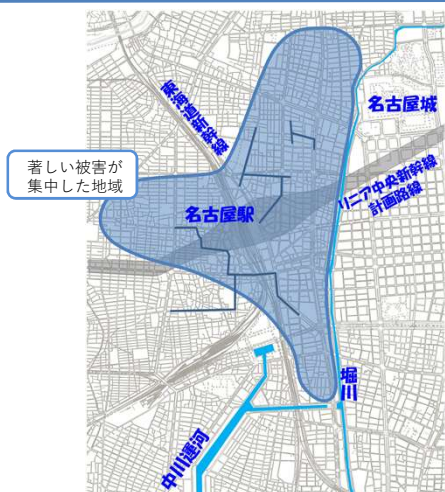 東海道新幹線
名古屋城
著しい被害が
集中した地域
名古屋駅
リニア中央新幹線
計画路線
堀川
中川運河